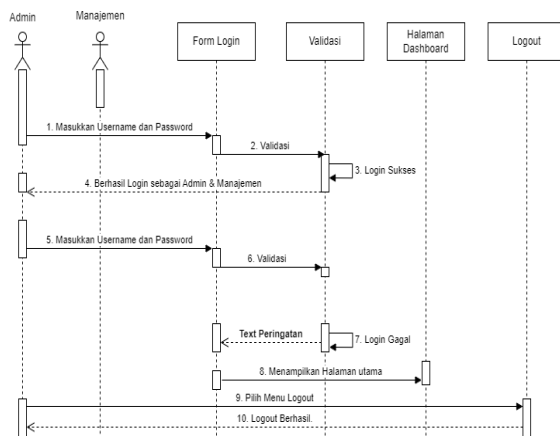 Admin
Manajemen
Form Login
Validasi
Halaman
Dashboard
Logout
1. Masukkan Username dan Password
2. Validasi
3. Login Sukses
4. Berhasil Login sebagai Admin & Manajemen
5. Masukkan Username dan Password
6. Validasi
Text Peringatan
7. Login Gagal
8. Menampilkan Halaman utama
9. Pilih Menu Logout
10. Logout Berhasil.